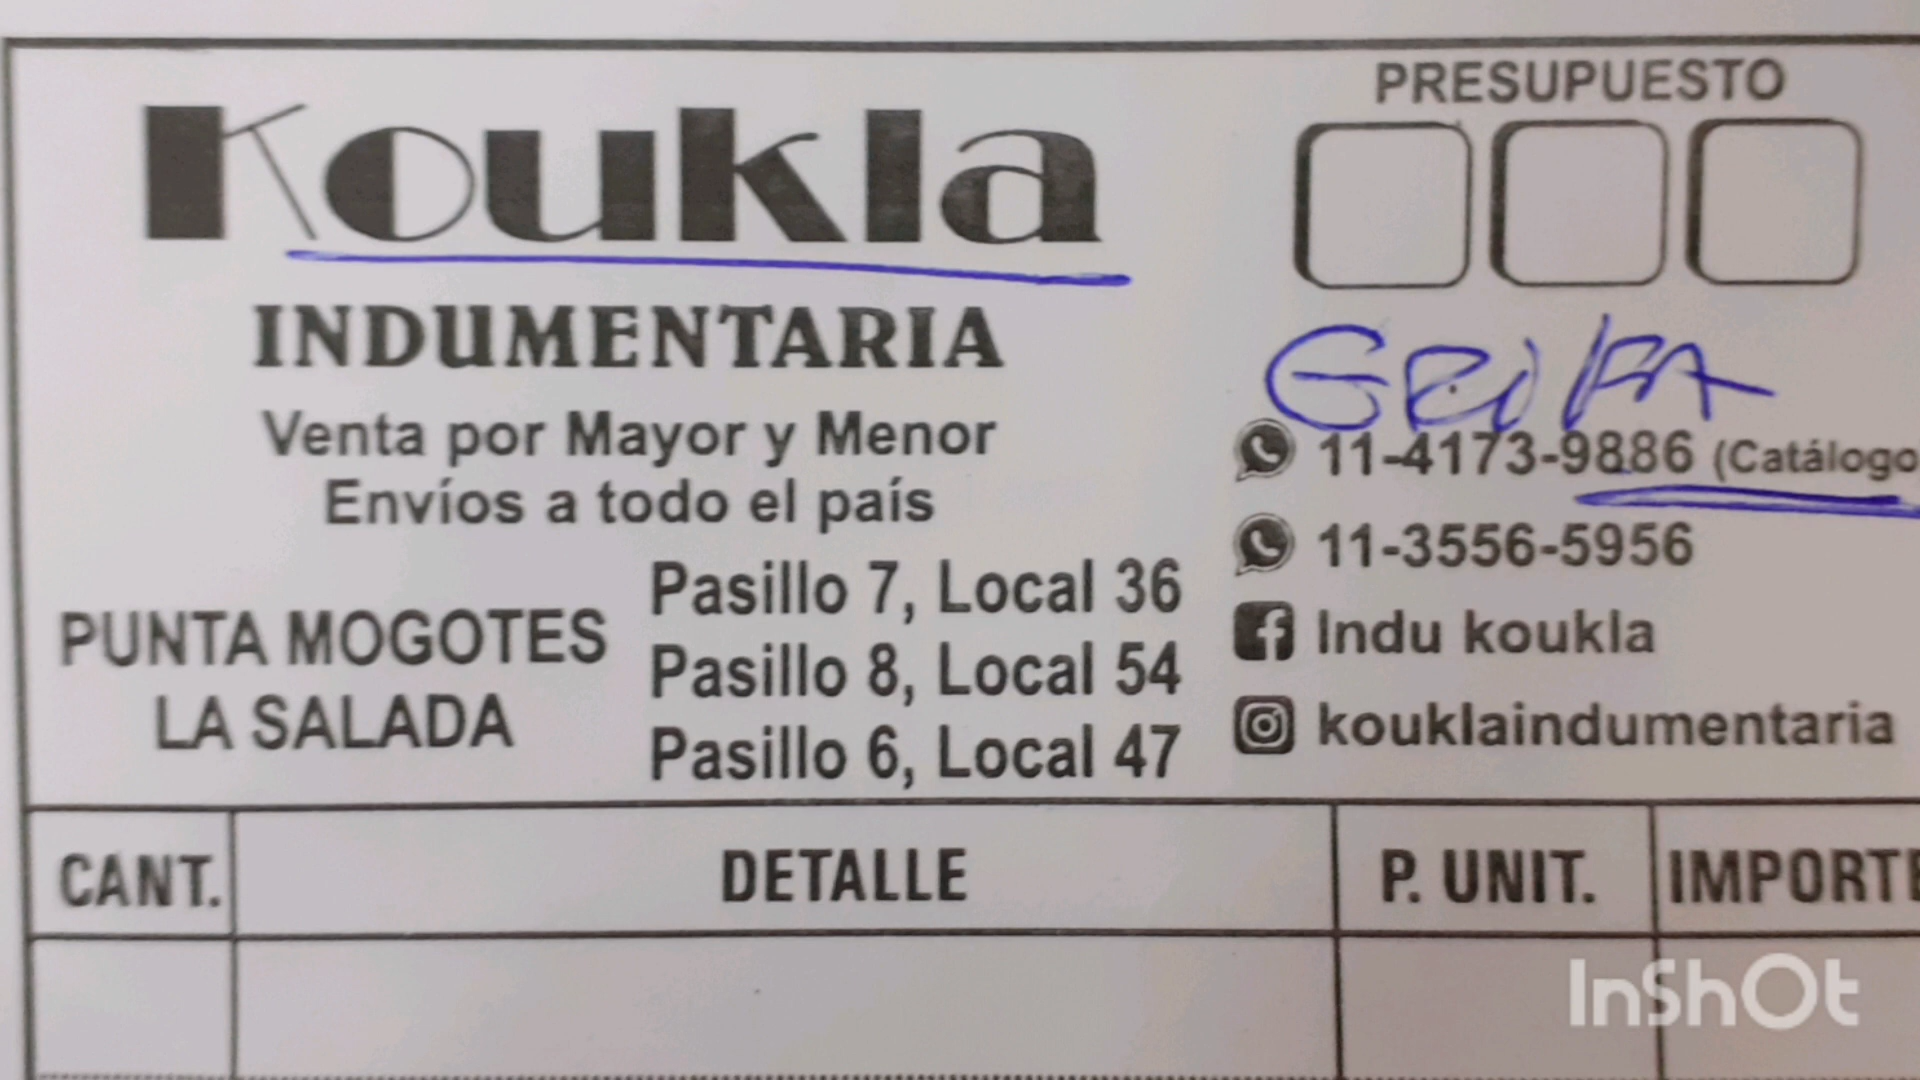 Koukla
INDUMENTARIA
Venta por Mayor y Menor
Envíos a todo el país
PUNTA MOGOTES
LA SALADA
Pasillo 7, Local 36
Pasillo 8, Local 54
Pasillo 6, Local 47
PRESUPUESTO
11-4173-9886 (Catálogo
11-3556-5956
Indu koukla
kouklaindumentaria
CANT. DETALLE P. UNIT. IMPORTE
InShOt